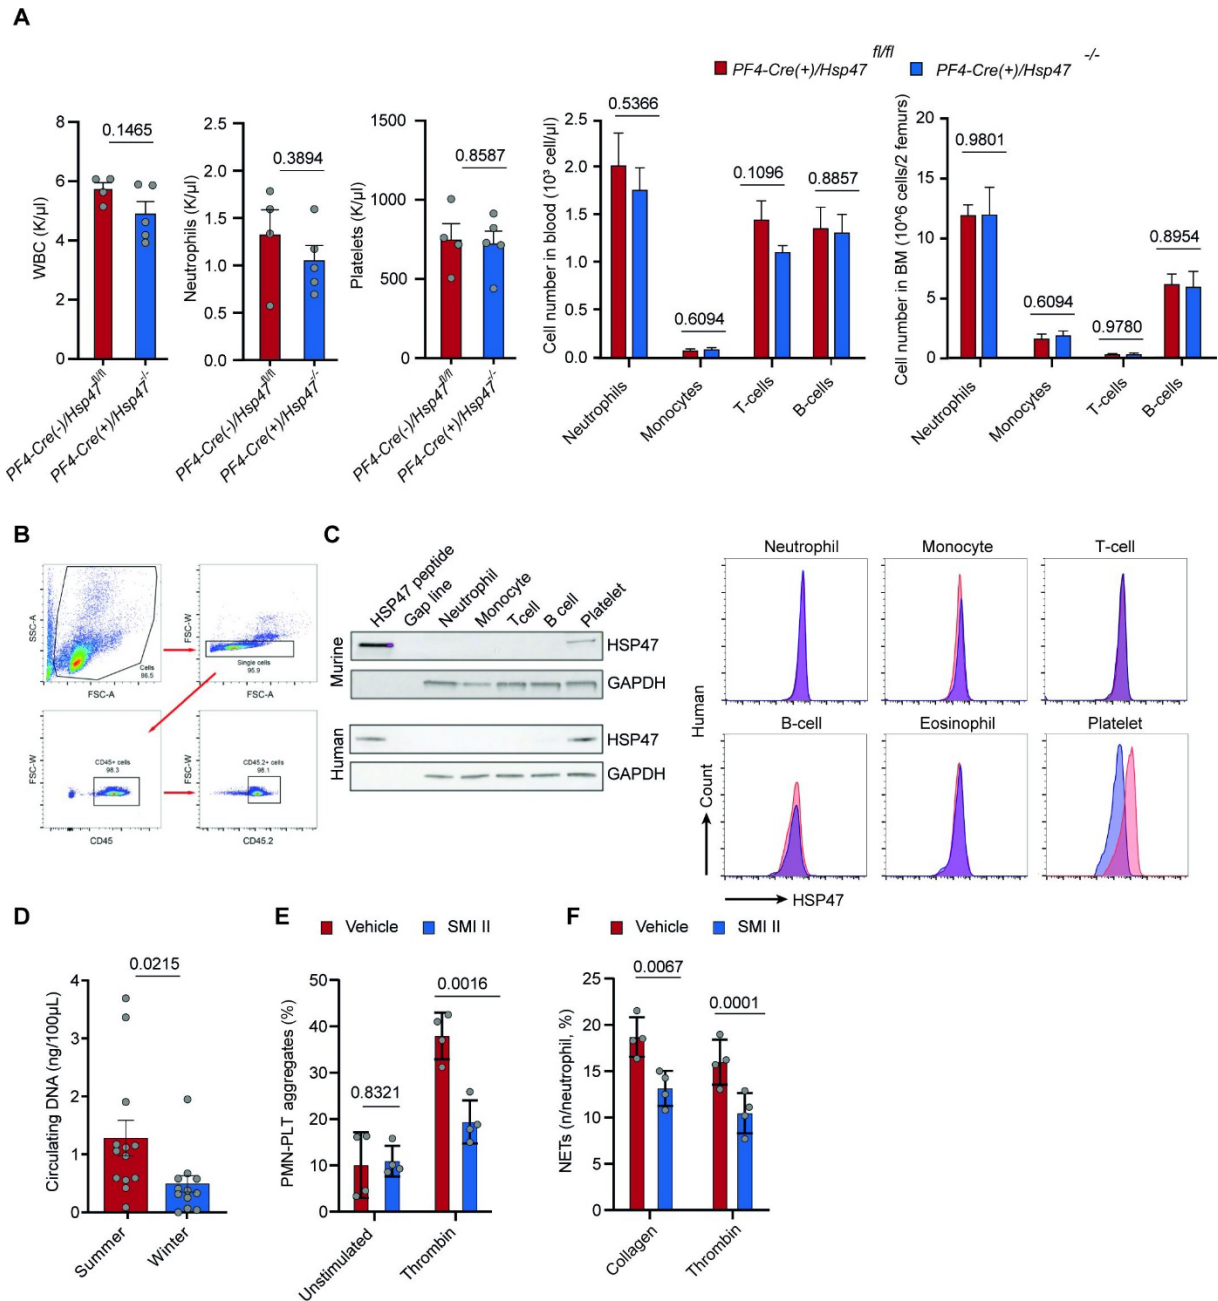 A
PF4-Cre(+)/Hsp47 fl/fl
PF4-Cre(+)/Hsp47 -/-
WBC (K/µl)
8
6
4
2
0
0.1465
PF4-Cre(-)/Hsp47fl/fl
PF4-Cre(+)/Hsp47-/-
Neutrophils (K/µl)
2.5
2.0
1.5
1.0
0.5
0.0
0.3894
PF4-Cre(-)/Hsp47fl/fl
PF4-Cre(+)/Hsp47-/-
Platelets (K/µl)
1500
1000
500
0
0.8587
PF4-Cre(-)/Hsp47fl/fl
PF4-Cre(+)/Hsp47-/-
Cell number in blood (10³ cell/µl)
2.5
2.0
1.5
1.0
0.5
0.0
0.5366
0.6094
0.1096
0.8857
Neutrophils
Monocytes
T-cells
B-cells
Cell number in BM (10^6 cells/2 femurs)
20
15
10
5
0
0.9801
0.6094
0.9780
0.8954
Neutrophils
Monocytes
T-cells
B-cells
B
SSC-A
Cells
86.5
FSC-A
FSC-W
Single cells
95.9
FSC-A
FSC-W
CD45+ cells
98.3
CD45
FSC-W
CD45.2+ cells
98.1
CD45.2
C
HSP47 peptide
Gap line
Neutrophil
Monocyte
Tcell
B cell
Platelet
Murine
HSP47
GAPDH
Human
HSP47
GAPDH
Neutrophil
Monocyte
T-cell
Human
B-cell
Eosinophil
Platelet
Count
HSP47
D
Circulating DNA (ng/100µL)
4
3
2
1
0
0.0215
Summer
Winter
E
Vehicle
SMI II
PMN-PLT aggregates (%)
50
40
30
20
10
0
0.8321
0.0016
Unstimulated
Thrombin
F
Vehicle
SMI II
NETs (n/neutrophil, %)
25
20
15
10
5
0
0.0067
0.0001
Collagen
Thrombin